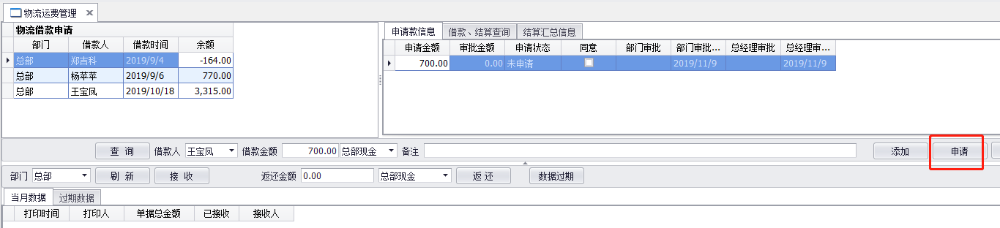 物流运费管理
物流借款申请
部门 借款人 借款时间 余额
总部 郑吉科 2019/9/4 -164.00
总部 杨苹苹 2019/9/6 770.00
总部 王宝凤 2019/10/18 3,315.00
申请款信息 借款、结算查询 结算汇总信息
申请金额 审批金额 申请状态 同意 部门审批 部门审批... 总经理审批 总经理审...
700.00 0.00 未申请 2019/11/9 2019/11/9
查 询 借款人 王宝凤 借款金额 700.00 总部现金 备注 添加 申请
部门 总部 刷 新 接 收 返还金额 0.00 总部现金 返 还 数据过期
当月数据 过期数据
打印时间 打印人 单据总金额 已接收 接收人